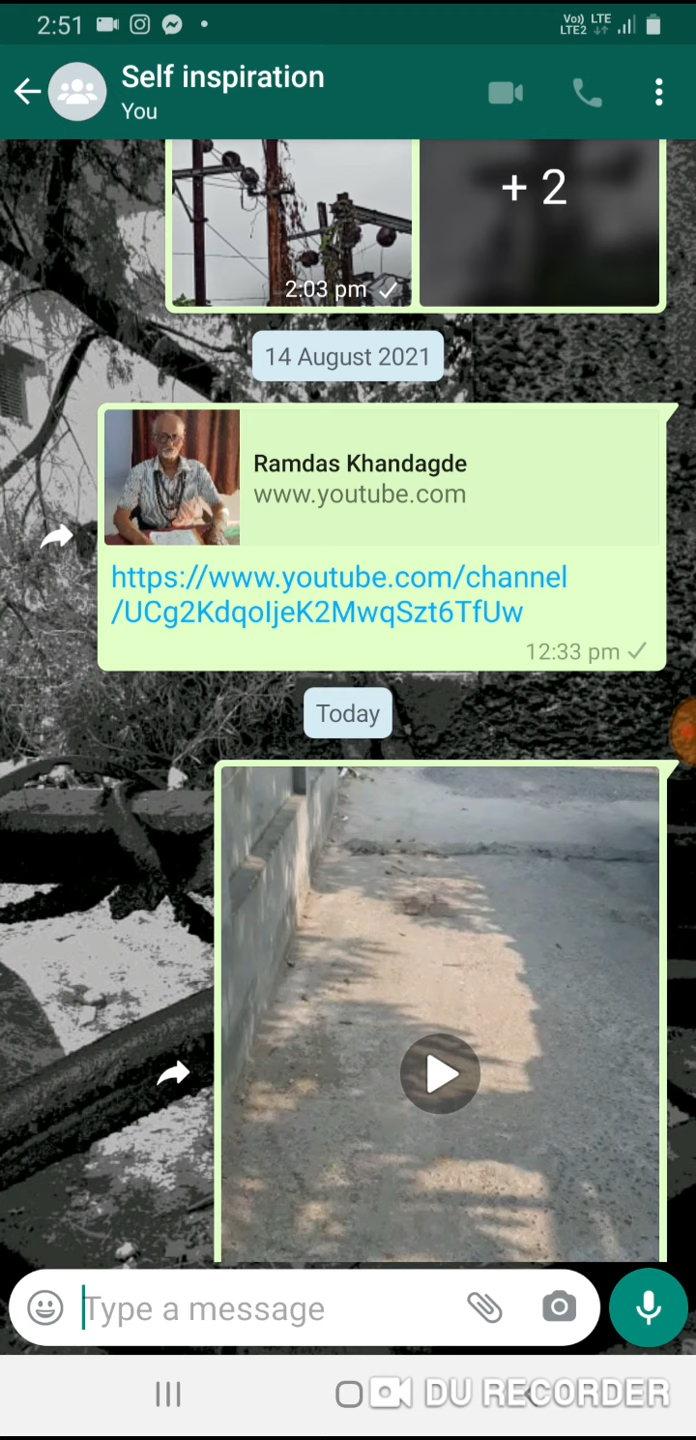 2:51
Vo)) LTE
LTE2
Self inspiration
You
+ 2
2:03 pm
14 August 2021
Ramdas Khandagde
www.youtube.com
https://www.youtube.com/channel
/UCg2KdqoIjeK2MwqSzt6TfUw
12:33 pm
Today
Type a message
DU RECORDER